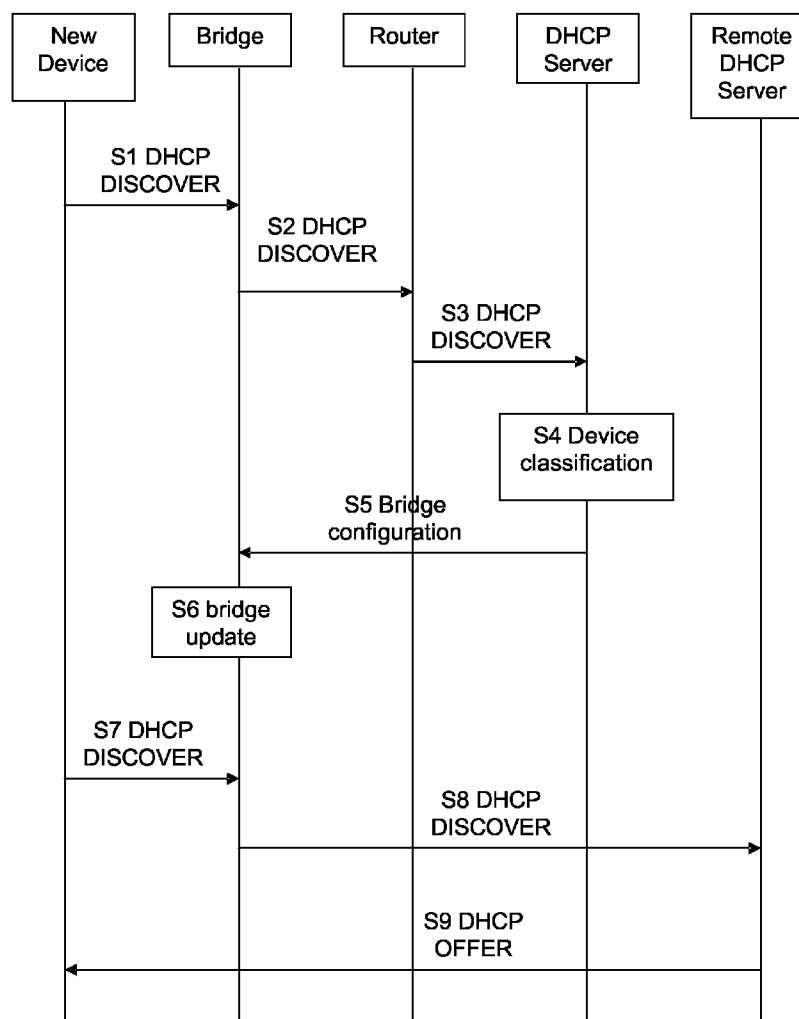 New
Device
Bridge
Router
DHCP
Server
Remote
DHCP
Server
S1 DHCP
DISCOVER
S2 DHCP
DISCOVER
S3 DHCP
DISCOVER
S4 Device
classification
S5 Bridge
configuration
S6 bridge
update
S7 DHCP
DISCOVER
S8 DHCP
DISCOVER
S9 DHCP
OFFER